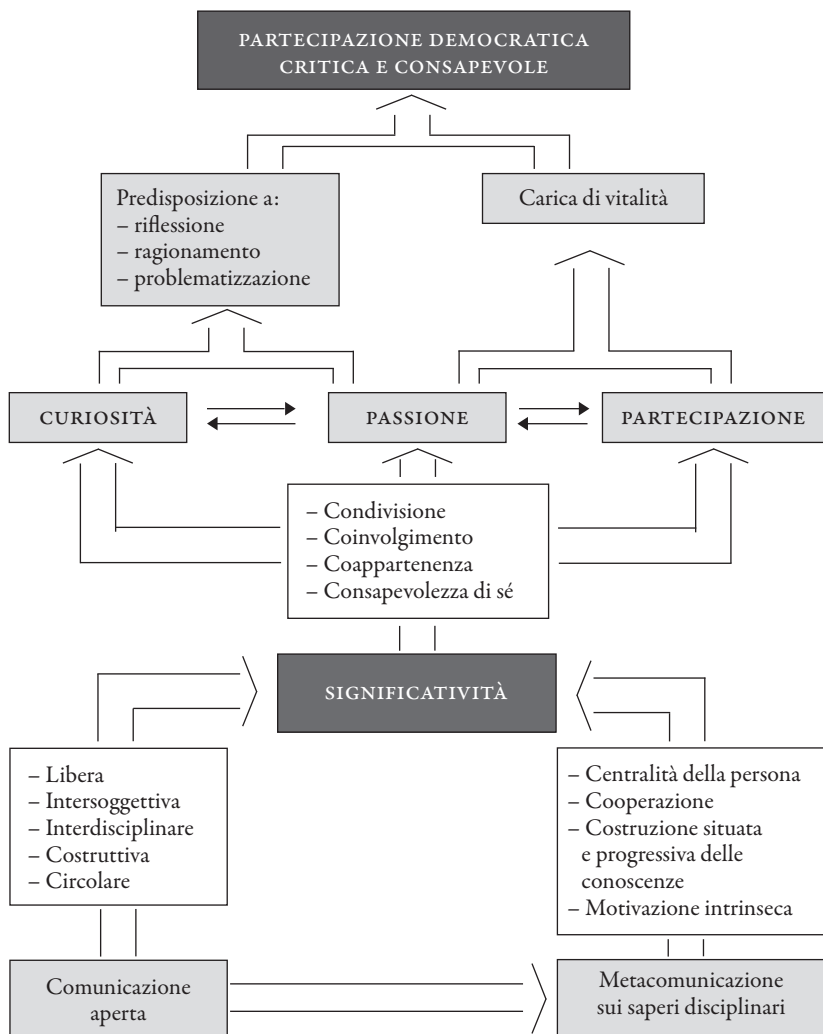 PARTECIPAZIONE DEMOCRATICA
CRITICA E CONSAPEVOLE
Predisposizione a:
– riflessione
– ragionamento
– problematizzazione
Carica di vitalità
CURIOSITÀ
PASSIONE
PARTECIPAZIONE
– Condivisione
– Coinvolgimento
– Coappartenenza
– Consapevolezza di sé
SIGNIFICATIVITÀ
– Libera
– Intersoggettiva
– Interdisciplinare
– Costruttiva
– Circolare
– Centralità della persona
– Cooperazione
– Costruzione situata
e progressiva delle
conoscenze
– Motivazione intrinseca
Comunicazione
aperta
Metacomunicazione
sui saperi disciplinari